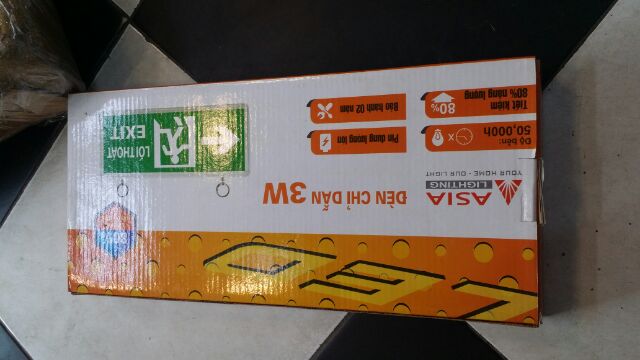 LED
ASIA
LIGHTING
YOUR HOME - OUR LIGHT
ĐÈN CHỈ DẪN 3W
Độ bền:
50,000h
Pin dung lượng lớn
80%
Tiết kiệm
80% năng lượng
Bảo hành 02 năm
LỐI THOÁT
EXIT